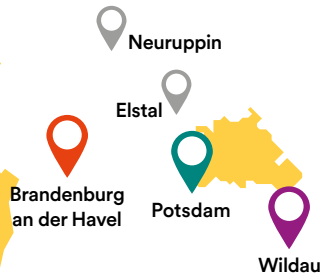 Neuruppin
Elstal
Brandenburg
an der Havel
Potsdam
Wildau